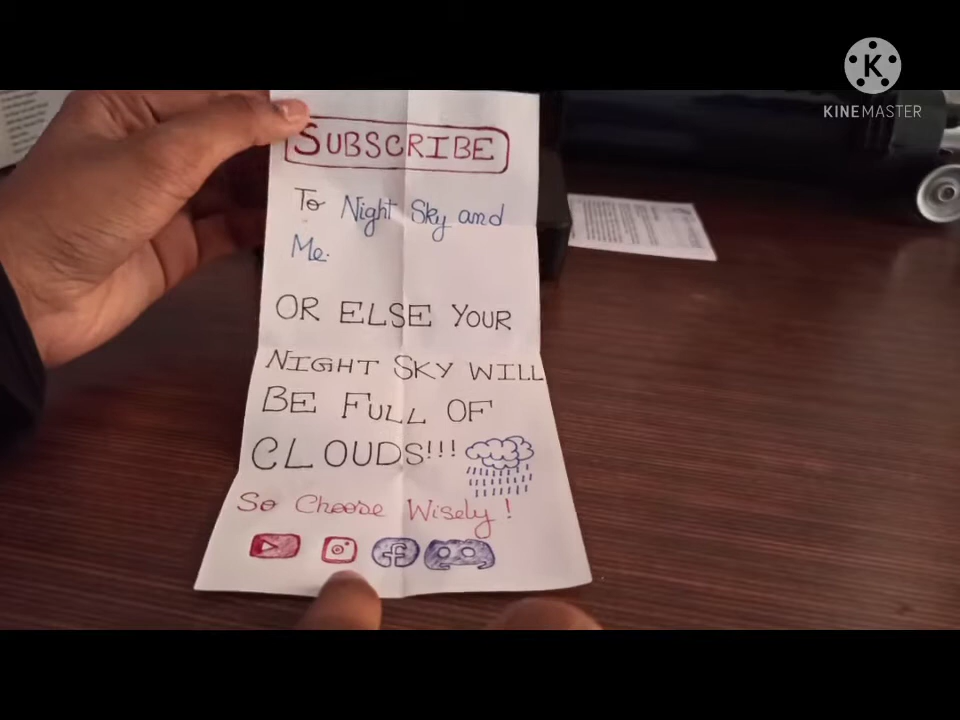 KINEMASTER
SUBSCRIBE
To Night Sky and
Me.
OR ELSE YOUR
NIGHT SKY WILL
BE FULL OF
CLOUDS!!!
So Choose Wisely!